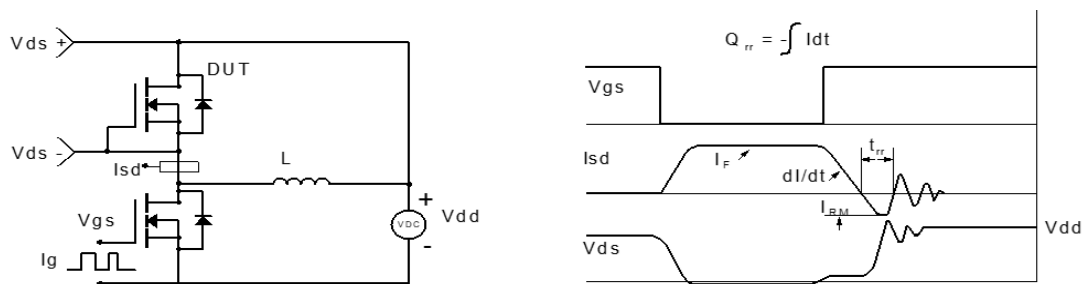 Vds +
DUT
Vds -
Isd
L
Vgs
+
VDC
-
Vdd
Ig
Q rr = -∫ Idt
Vgs
Isd
I F
dI/dt
t rr
I RM
Vds
Vdd